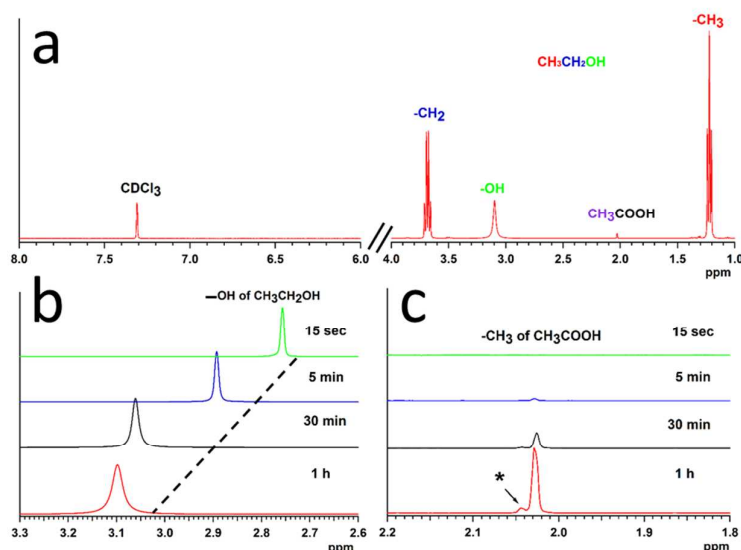 a
-CH3
CH3CH2OH
-CH2
CDCl3
-OH
CH3COOH
8.0 7.5 7.0 6.5 6.0 4.0 3.5 3.0 2.5 2.0 1.5 1.0
ppm ppm
b
—OH of CH3CH2OH
15 sec
5 min
30 min
1 h
3.3 3.2 3.1 3.0 2.9 2.8 2.7 2.6
ppm
c
-CH3 of CH3COOH
15 sec
5 min
30 min
*
1 h
2.2 2.1 2.0 1.9 1.8
ppm